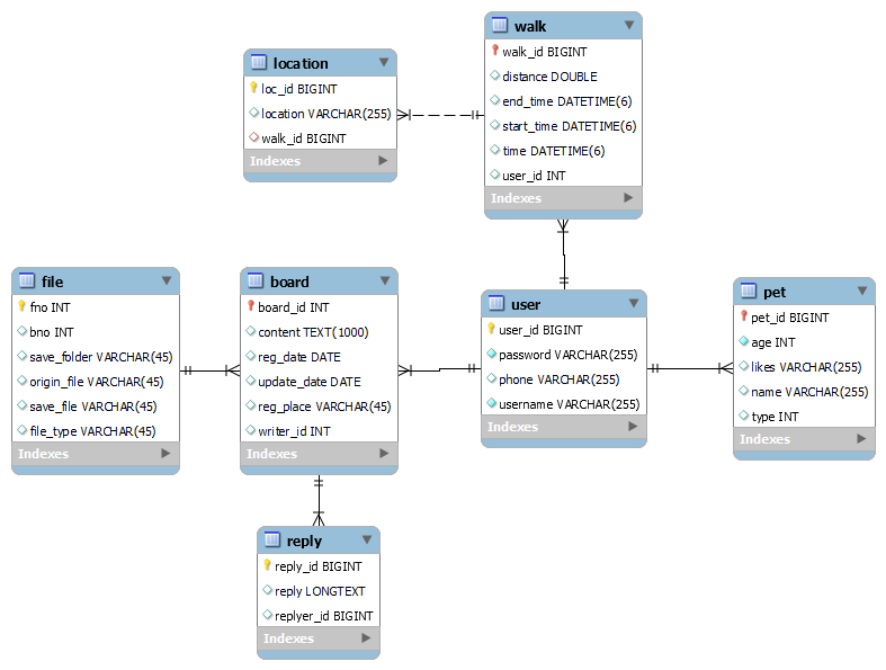 walk
walk_id BIGINT
distance DOUBLE
end_time DATETIME(6)
start_time DATETIME(6)
time DATETIME(6)
user_id INT
Indexes
location
loc_id BIGINT
location VARCHAR(255)
walk_id BIGINT
Indexes
file
fno INT
bno INT
save_folder VARCHAR(45)
origin_file VARCHAR(45)
save_file VARCHAR(45)
file_type VARCHAR(45)
Indexes
board
board_id INT
content TEXT(1000)
reg_date DATE
update_date DATE
reg_place VARCHAR(45)
writer_id INT
Indexes
user
user_id BIGINT
password VARCHAR(255)
phone VARCHAR(255)
username VARCHAR(255)
Indexes
pet
pet_id BIGINT
age INT
likes VARCHAR(255)
name VARCHAR(255)
type INT
Indexes
reply
reply_id BIGINT
reply LONGTEXT
replyer_id BIGINT
Indexes